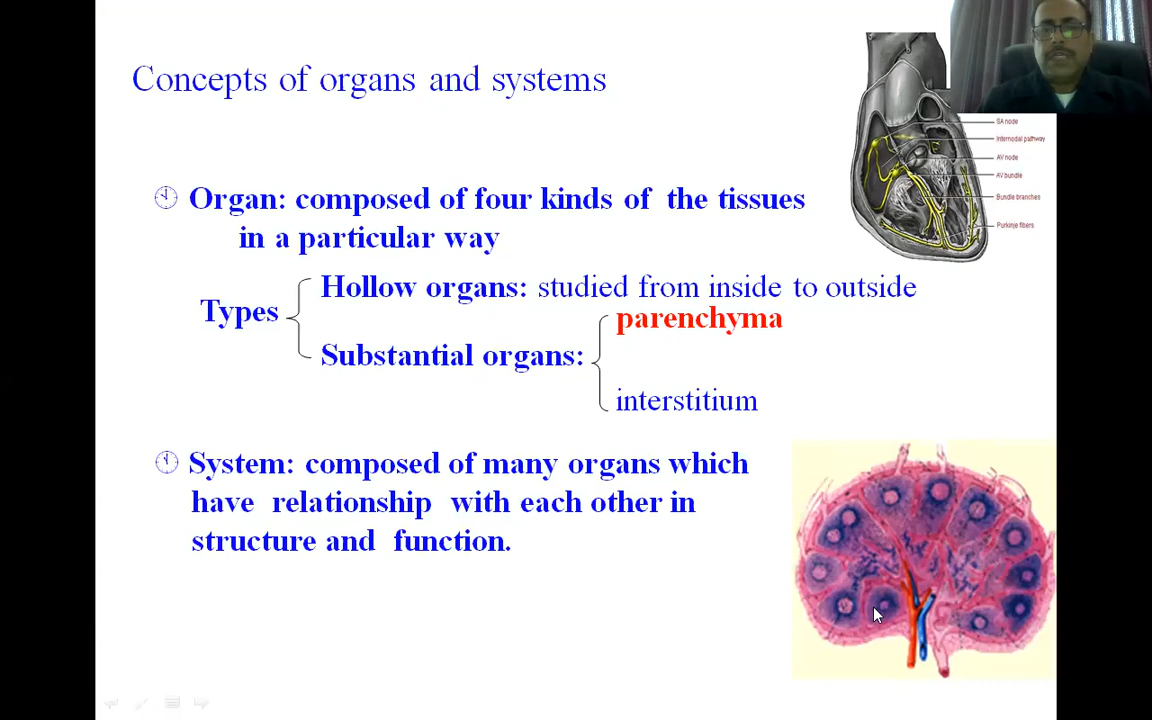 Concepts of organs and systems
SA node
Internodal pathway
AV node
AV bundle
Bundle branches
Purkinje fibers
Organ: composed of four kinds of the tissues
in a particular way
Types
Hollow organs: studied from inside to outside
Substantial organs:
parenchyma
interstitium
System: composed of many organs which
have relationship with each other in
structure and function.